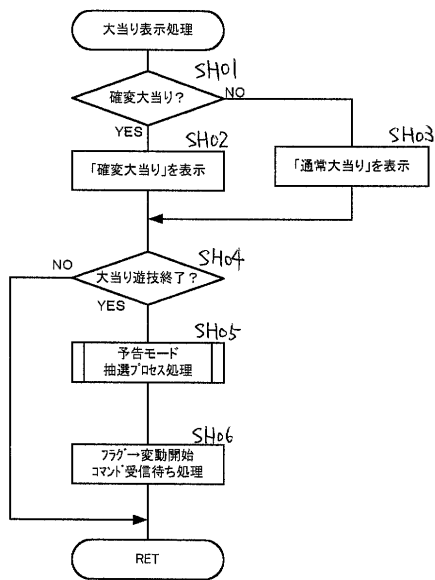 大当り表示処理
SH01
確変大当り？
NO
YES
SH02
「確変大当り」を表示
SH03
「通常大当り」を表示
SH04
NO
大当り遊技終了？
YES
SH05
予告モード
抽選プロセス処理
SH06
フラグ→変動開始
コマンド受信待ち処理
RET